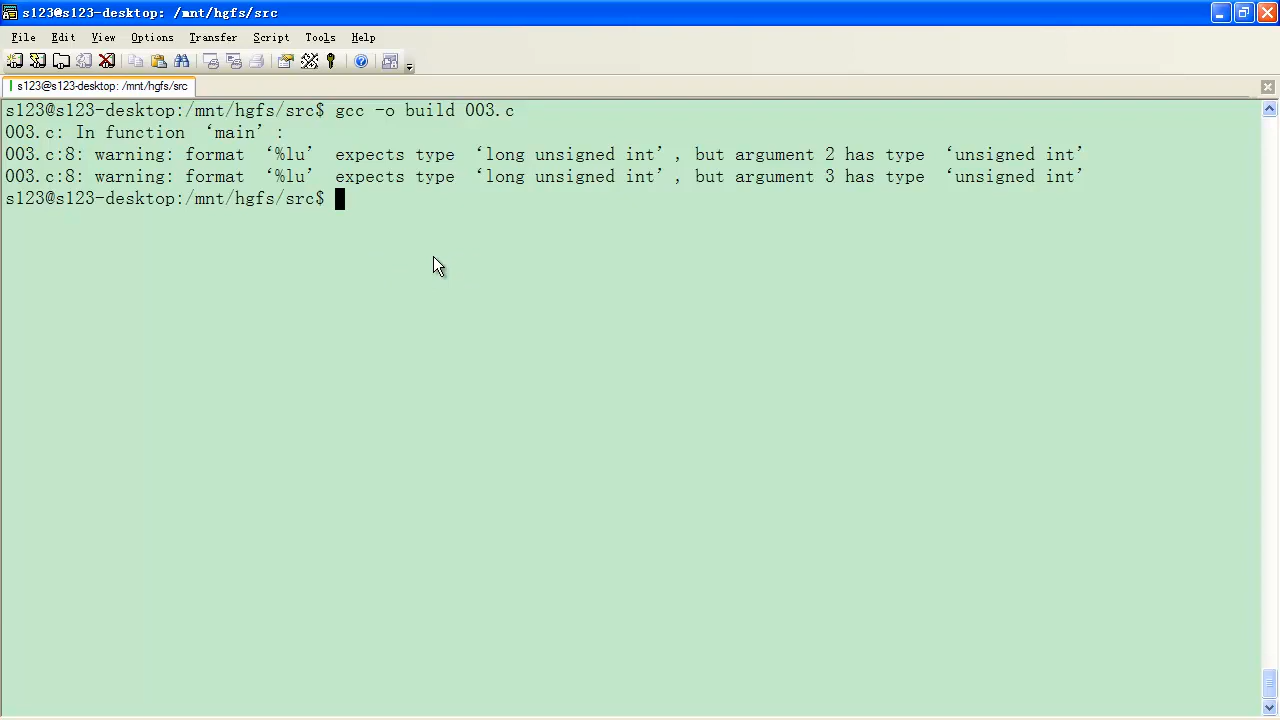 s123@s123-desktop: /mnt/hgfs/src
File Edit View Options Transfer Script Tools Help
s123@s123-desktop: /mnt/hgfs/src
s123@s123-desktop:/mnt/hgfs/src$ gcc -o build 003.c
003.c: In function ‘main’:
003.c:8: warning: format ‘%lu’ expects type ‘long unsigned int’, but argument 2 has type ‘unsigned int’
003.c:8: warning: format ‘%lu’ expects type ‘long unsigned int’, but argument 3 has type ‘unsigned int’
s123@s123-desktop:/mnt/hgfs/src$